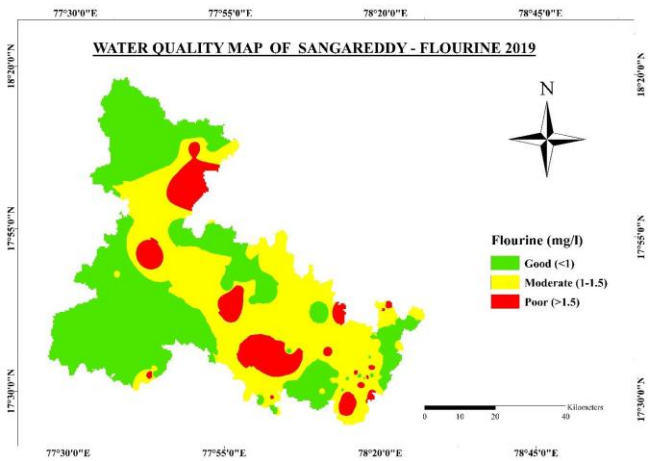 77°30'0"E 77°55'0"E 78°20'0"E 78°45'0"E
WATER QUALITY MAP OF SANGAREDDY - FLOURINE 2019
18°20'0"N 18°20'0"N
N
17°55'0"N 17°55'0"N
Flourine (mg/l)
Good (<1)
Moderate (1-1.5)
Poor (>1.5)
17°30'0"N 17°30'0"N
Kilometers
0 10 20 40
77°30'0"E 77°55'0"E 78°20'0"E 78°45'0"E